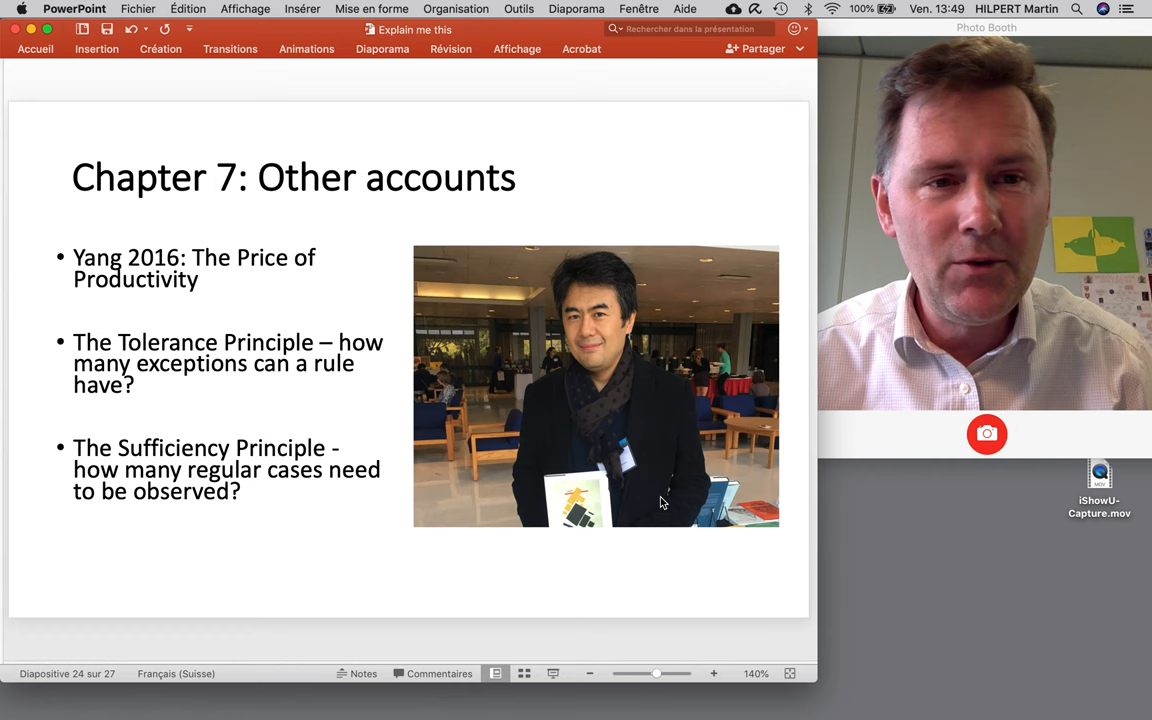 PowerPoint Fichier Édition Affichage Insérer Mise en forme Organisation Outils Diaporama Fenêtre Aide 100% Ven. 13:49 HILPERT Martin
Explain me this
Rechercher dans la présentation
Accueil Insertion Création Transitions Animations Diaporama Révision Affichage Acrobat Partager
Photo Booth
Chapter 7: Other accounts
• Yang 2016: The Price of
Productivity
• The Tolerance Principle – how
many exceptions can a rule
have?
• The Sufficiency Principle -
how many regular cases need
to be observed?
MOV
iShowU-
Capture.mov
Diapositive 24 sur 27 Français (Suisse) Notes Commentaires 140%